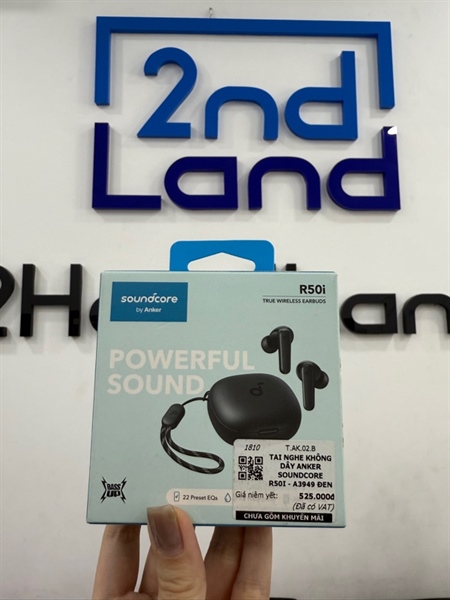 2nd
Land
soundcore
by Anker
R50i
TRUE WIRELESS EARBUDS
POWERFUL
SOUND
BASS
UP
22 Preset EQs
1810
T.AK.02.B
TAI NGHE KHÔNG
DÂY ANKER
SOUNDCORE
R50I - A3949 ĐEN
Giá niêm yết:
525.000đ
(Đã có VAT)
CHƯA GỒM KHUYẾN MÃI